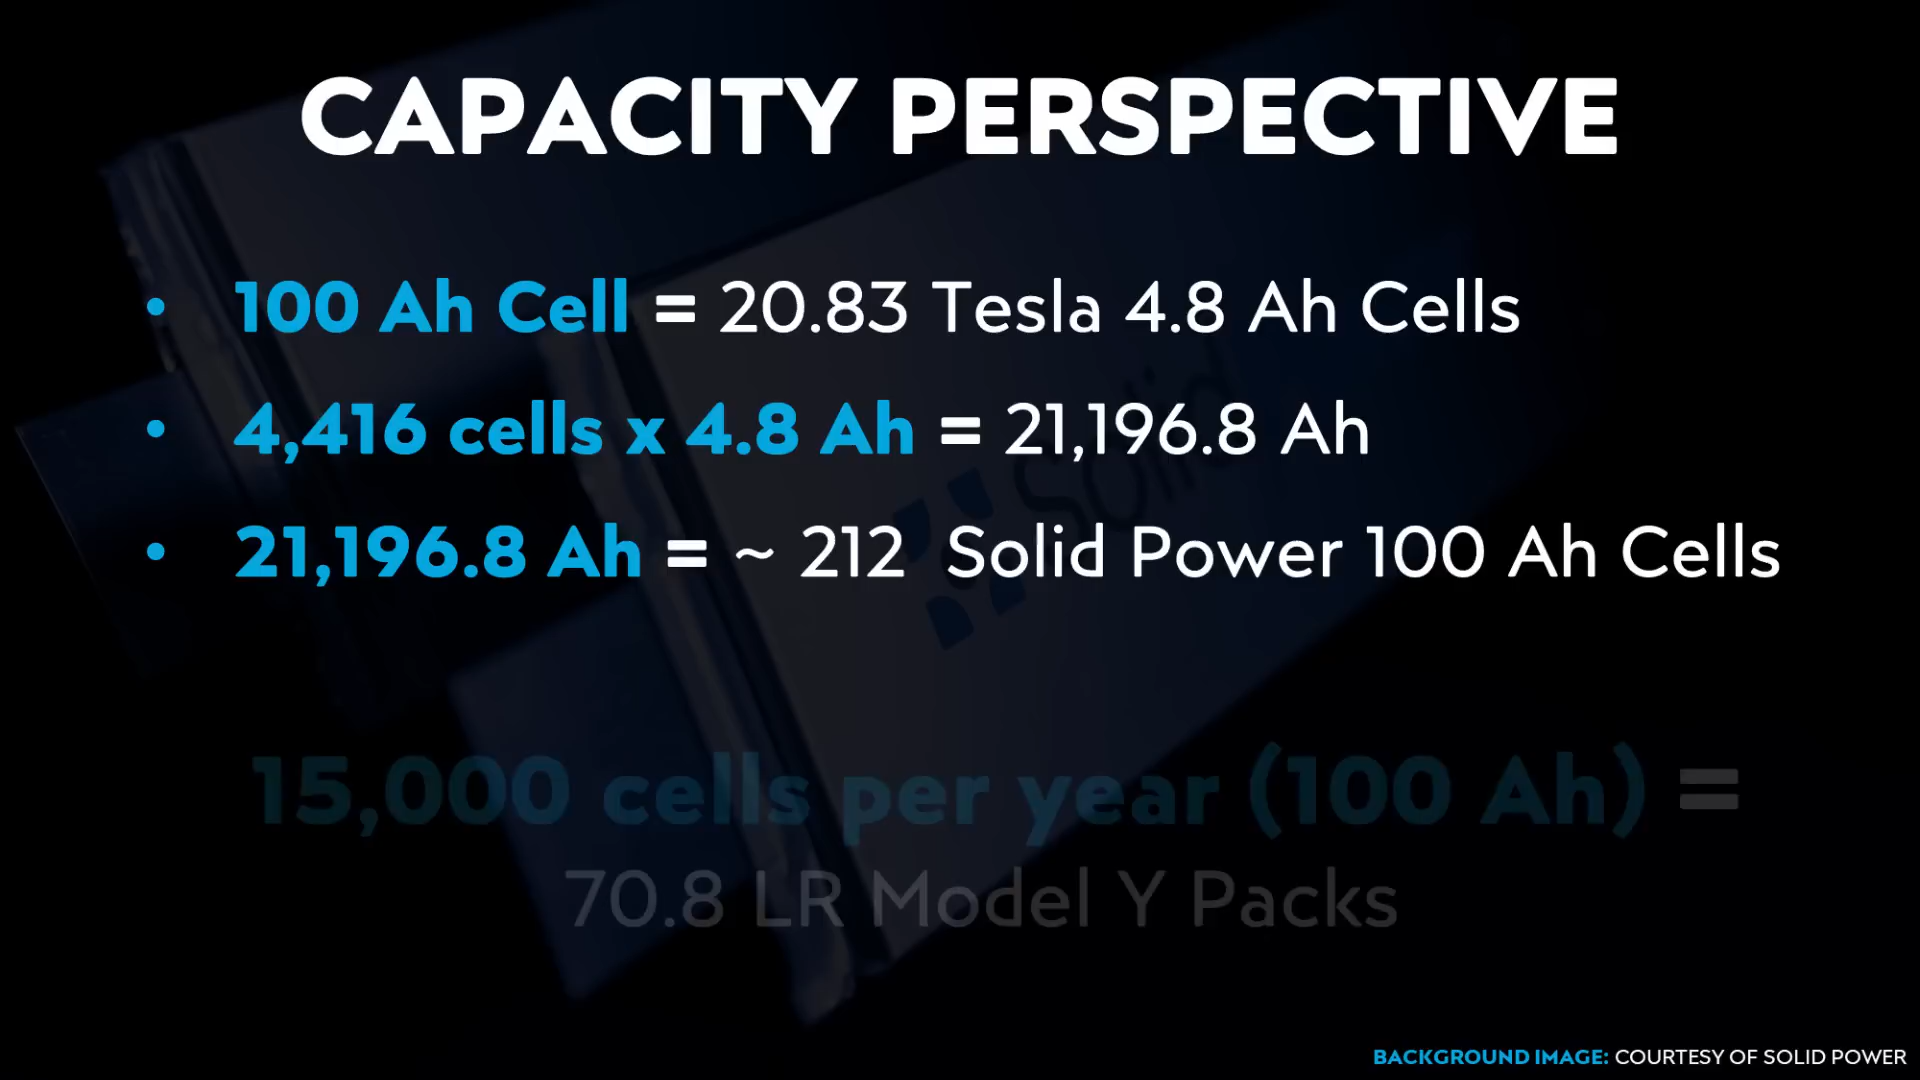 CAPACITY PERSPECTIVE
• 100 Ah Cell = 20.83 Tesla 4.8 Ah Cells
• 4,416 cells x 4.8 Ah = 21,196.8 Ah
• 21,196.8 Ah = ~ 212 Solid Power 100 Ah Cells
Solid
15,000 cells per year (100 Ah) =
70.8 LR Model Y Packs
BACKGROUND IMAGE: COURTESY OF SOLID POWER